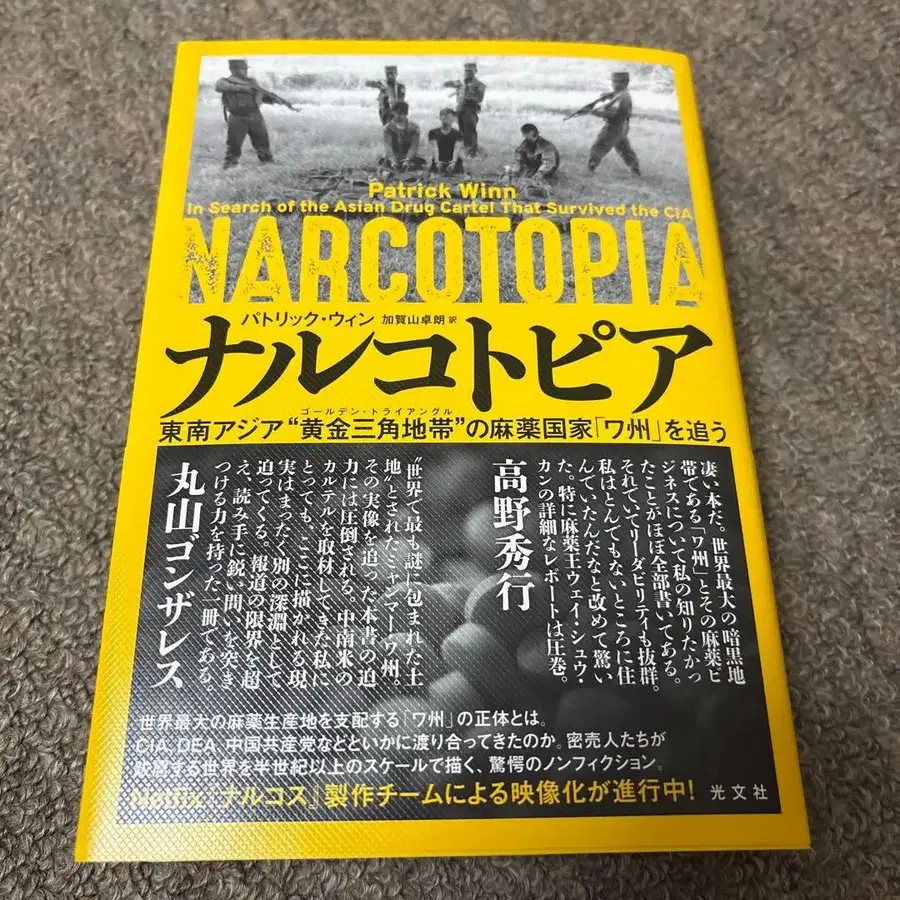 Patrick Winn
In Search of the Asian Drug Cartel That Survived the CIA
NARCOTOPIA
パトリック・ウィン 加賀山卓朗 訳
ナルコトピア
ゴールデン・トライアングル
東南アジア“黄金三角地帯”の麻薬国家「ワ州」を追う
凄い本だ。世界最大の暗黒地
帯である「ワ州」とその麻薬ビ
ジネスについて私の知りたかっ
たことがほぼ全部書いてある。
それでいてリーダビリティも抜群。
私はとんでもないところに住
んでいたんだなと改めて驚い
た。特に麻薬王ウェイ・シュウ・
カンの詳細なレポートは圧巻。
高野秀行
“世界で最も謎に包まれた土
地”とされたミャンマー・ワ州。
その実像を追った本書の迫
力には圧倒される。中南米の
カルテルを取材してきた私に
とっても、ここに描かれる現
実はまったく別の深淵として
迫ってくる。報道の限界を超
え、読み手に鋭い問いを突き
つける力を持った一冊である。
丸山ゴンザレス
世界最大の麻薬生産地を支配する「ワ州」の正体とは。
CIA、DEA、中国共産党などといかに渡り合ってきたのか。密売人たちが
する世界を半世紀以上のスケールで描く、驚愕のノンフィクション。
Netflix『ナルコス』製作チームによる映像化が進行中!
光文社